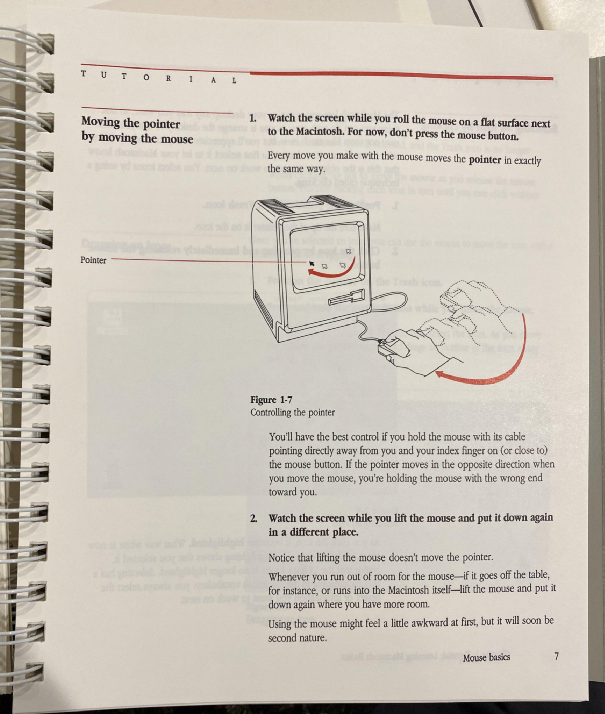 TUTORIAL
Moving the pointer
by moving the mouse
1. Watch the screen while you roll the mouse on a flat surface next
to the Macintosh. For now, don't press the mouse button.
Every move you make with the mouse moves the pointer in exactly
the same way.
Pointer
Figure 1-7
Controlling the pointer
You'll have the best control if you hold the mouse with its cable
pointing directly away from you and your index finger on (or close to)
the mouse button. If the pointer moves in the opposite direction when
you move the mouse, you're holding the mouse with the wrong end
toward you.
2. Watch the screen while you lift the mouse and put it down again
in a different place.
Notice that lifting the mouse doesn't move the pointer.
Whenever you run out of room for the mouse—if it goes off the table,
for instance, or runs into the Macintosh itself—lift the mouse and put it
down again where you have more room.
Using the mouse might feel a little awkward at first, but it will soon be
second nature.
Mouse basics 7